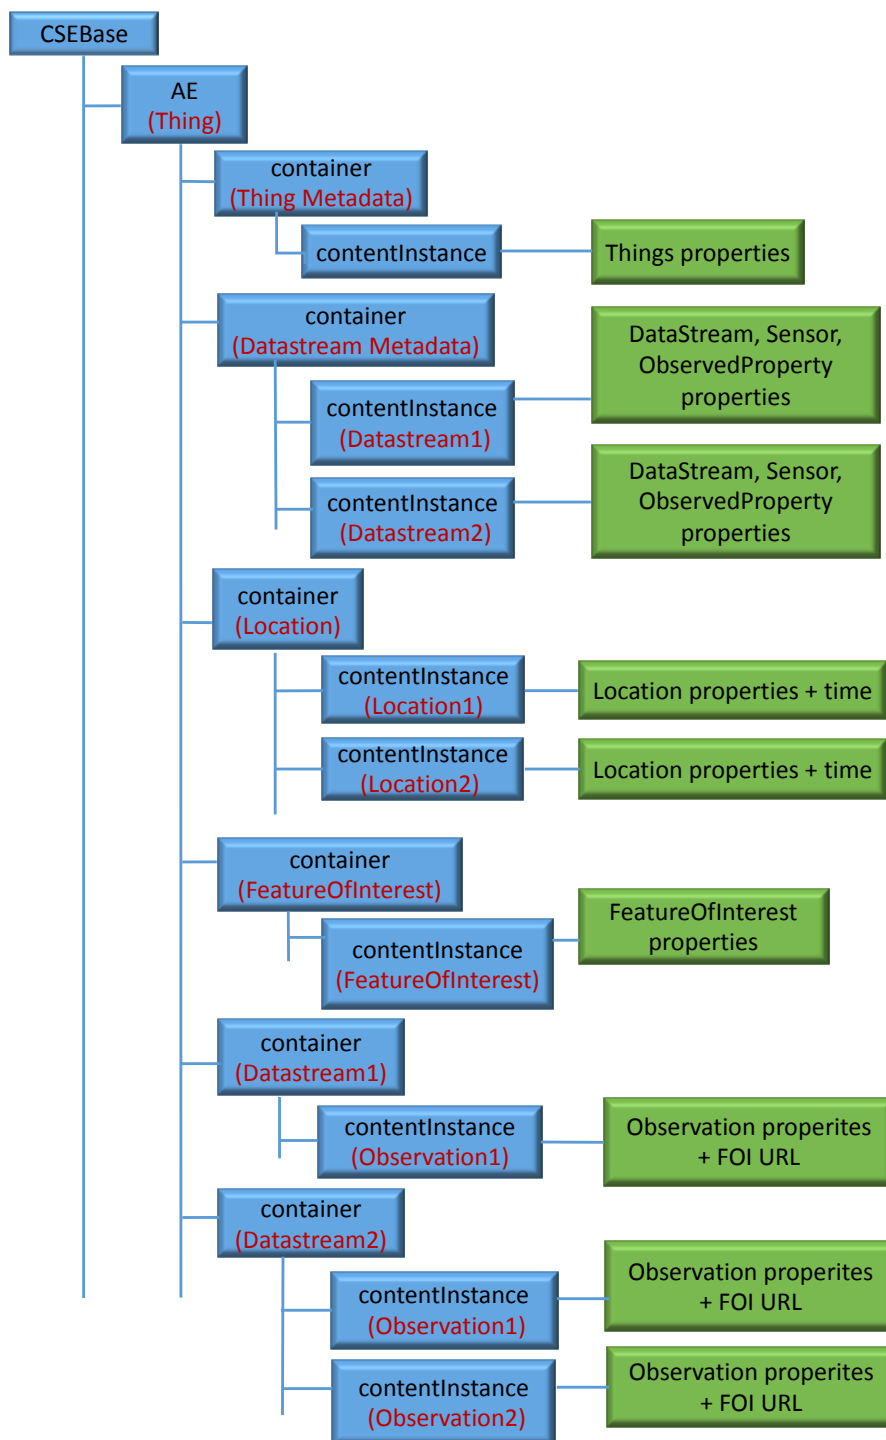 CSEBase
AE
(Thing)
container
(Thing Metadata)
contentInstance
Things properties
container
(Datastream Metadata)
DataStream, Sensor,
ObservedProperty
properties
contentInstance
(Datastream1)
DataStream, Sensor,
ObservedProperty
properties
contentInstance
(Datastream2)
container
(Location)
contentInstance
(Location1)
Location properties + time
contentInstance
(Location2)
Location properties + time
container
(FeatureOfInterest)
FeatureOfInterest
properties
contentInstance
(FeatureOfInterest)
container
(Datastream1)
contentInstance
(Observation1)
Observation properites
+ FOI URL
container
(Datastream2)
contentInstance
(Observation1)
Observation properites
+ FOI URL
contentInstance
(Observation2)
Observation properites
+ FOI URL